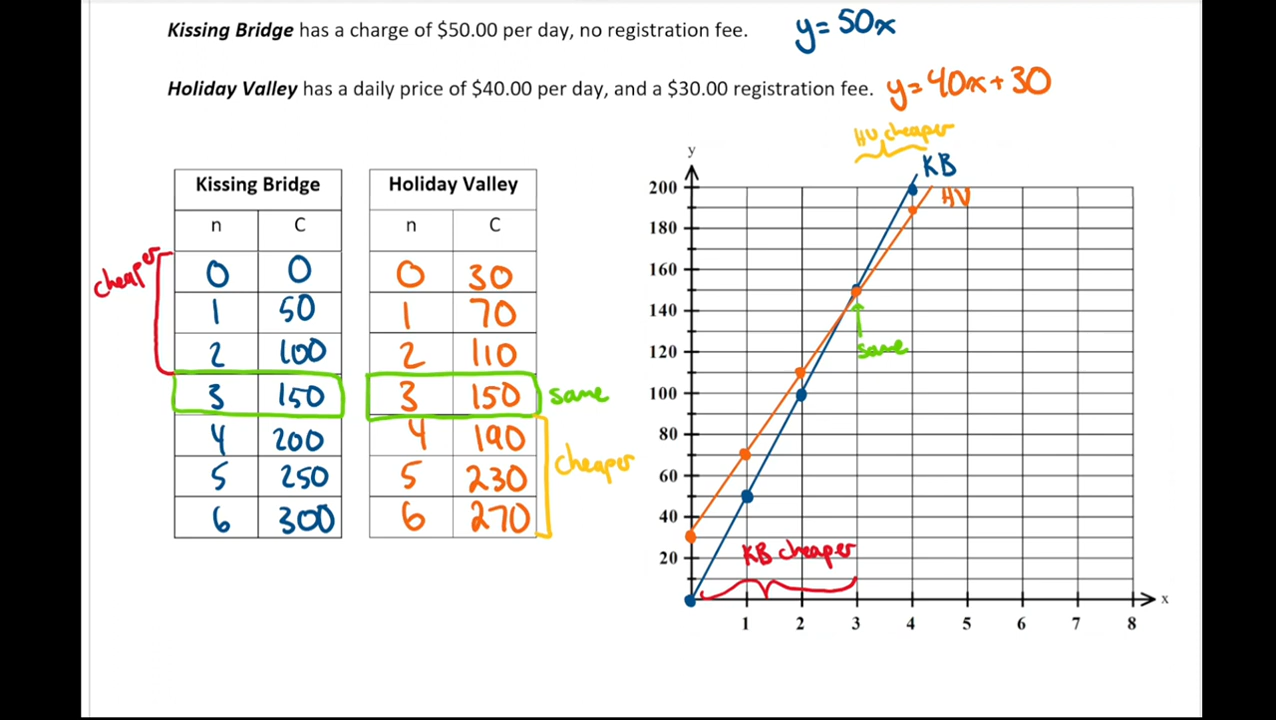 Kissing Bridge has a charge of $50.00 per day, no registration fee. y=50x
Holiday Valley has a daily price of $40.00 per day, and a $30.00 registration fee. y=40x+30
Kissing Bridge
n C
cheaper
0 0
1 50
2 100
3 150
4 200
5 250
6 300
Holiday Valley
n C
0 30
1 70
2 110
3 150 same
4 190
5 230
6 270
cheaper
HV cheaper
y
KB
HV
200
180
160
140
120
100
80
60
40
20
same
KB cheaper
x
1 2 3 4 5 6 7 8